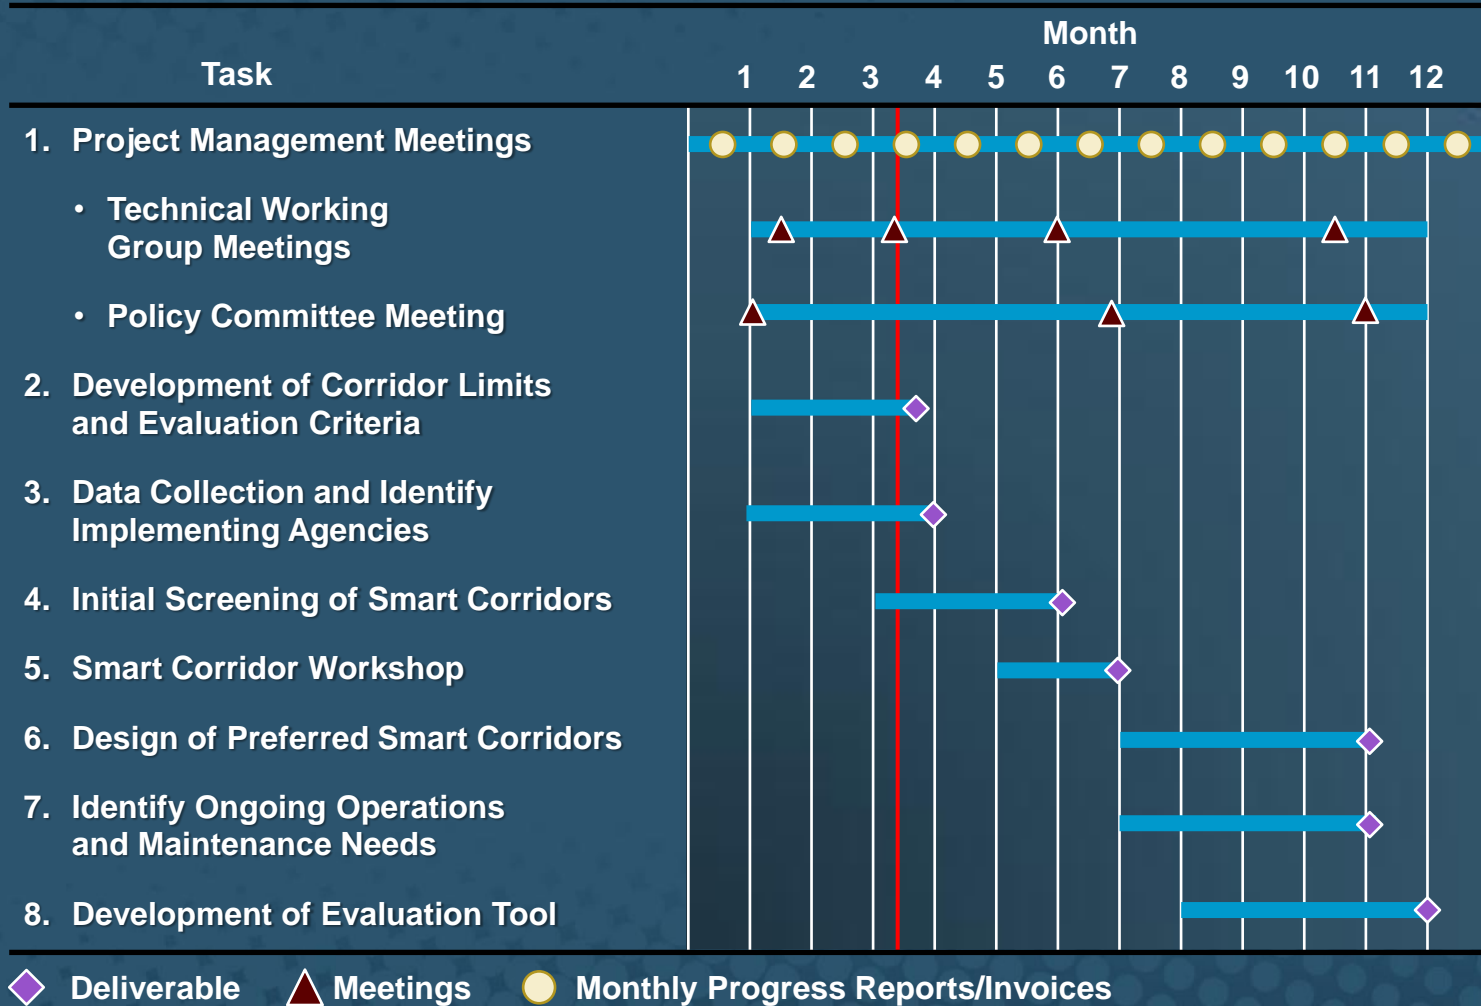 Month
Task 1 2 3 4 5 6 7 8 9 10 11 12
1. Project Management Meetings
• Technical Working
Group Meetings
• Policy Committee Meeting
2. Development of Corridor Limits
and Evaluation Criteria
3. Data Collection and Identify
Implementing Agencies
4. Initial Screening of Smart Corridors
5. Smart Corridor Workshop
6. Design of Preferred Smart Corridors
7. Identify Ongoing Operations
and Maintenance Needs
8. Development of Evaluation Tool
Deliverable Meetings Monthly Progress Reports/Invoices